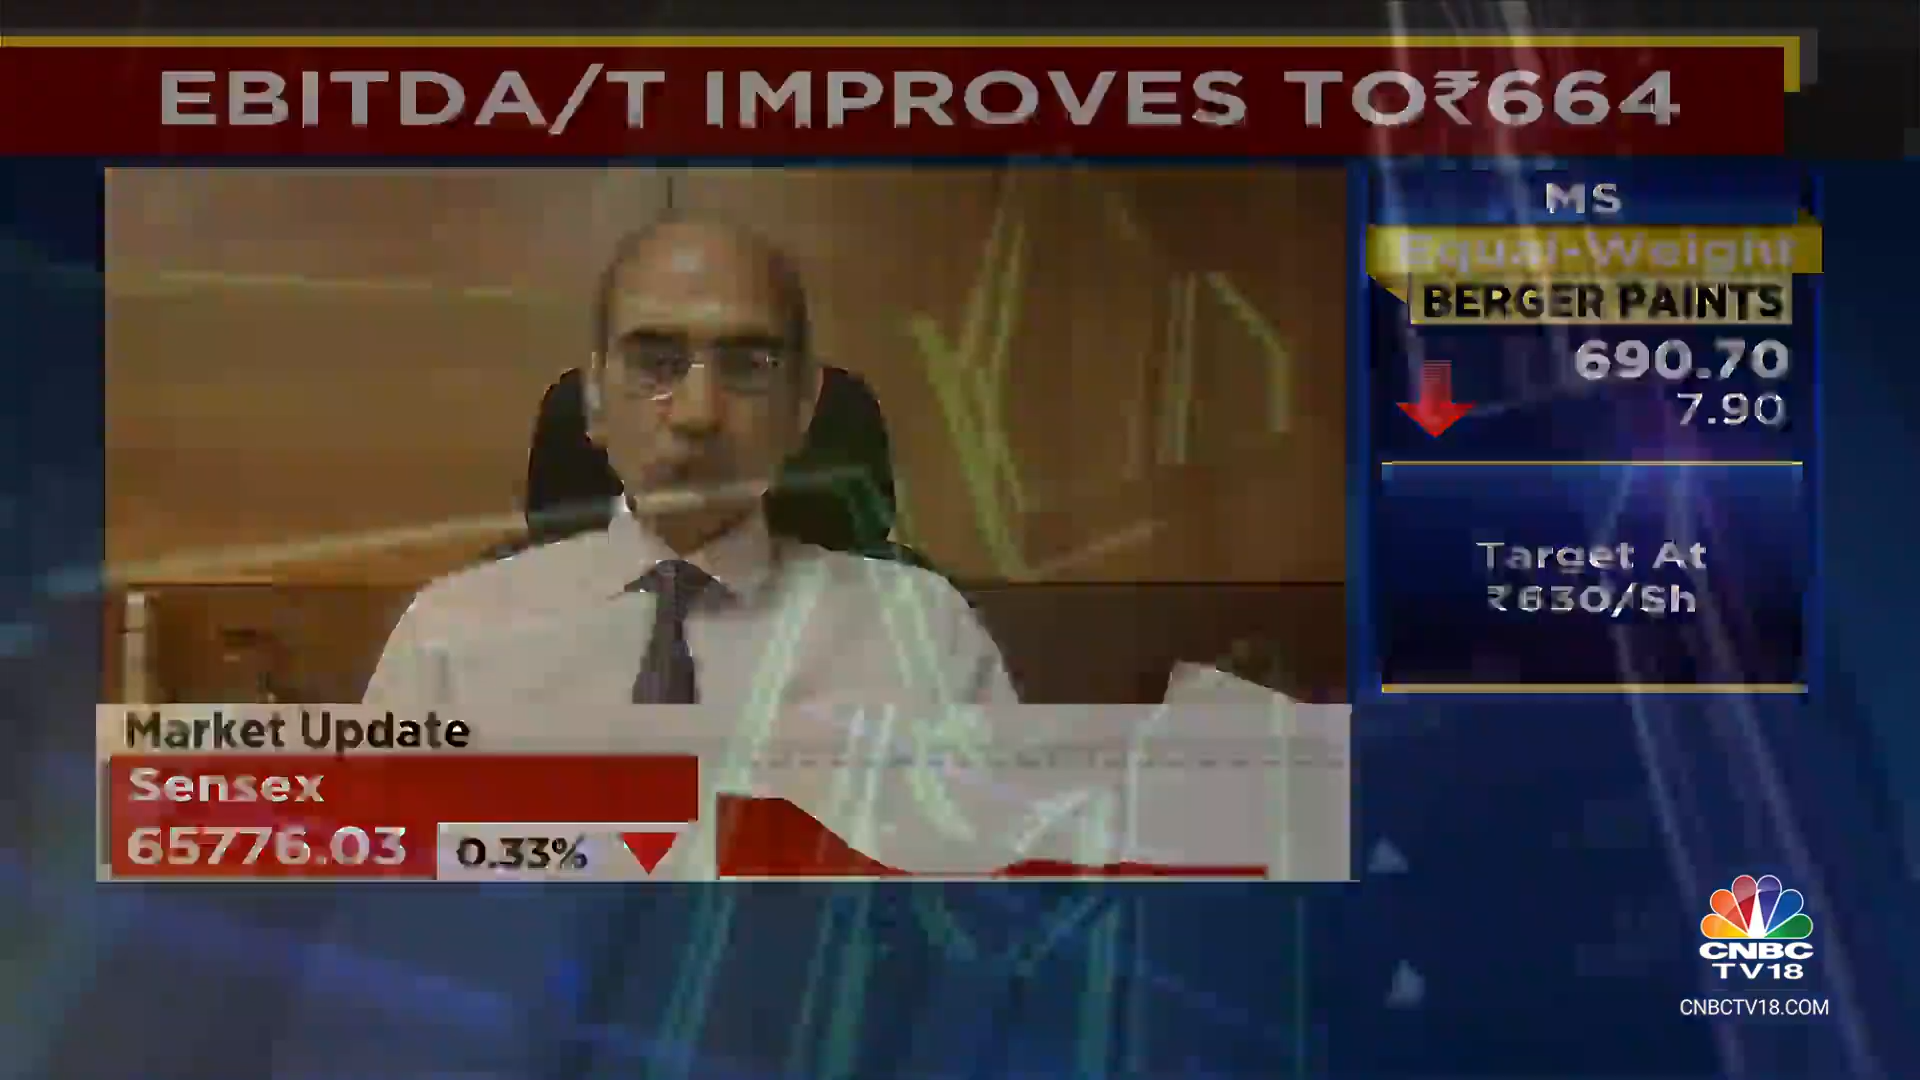 EBITDA/T IMPROVES TO₹664
MS
Equal-Weight
BERGER PAINTS
690.70
7.90
Target At
₹630/Sh
Market Update
Sensex
65776.03
0.33%
CNBC
TV18
CNBCTV18.COM